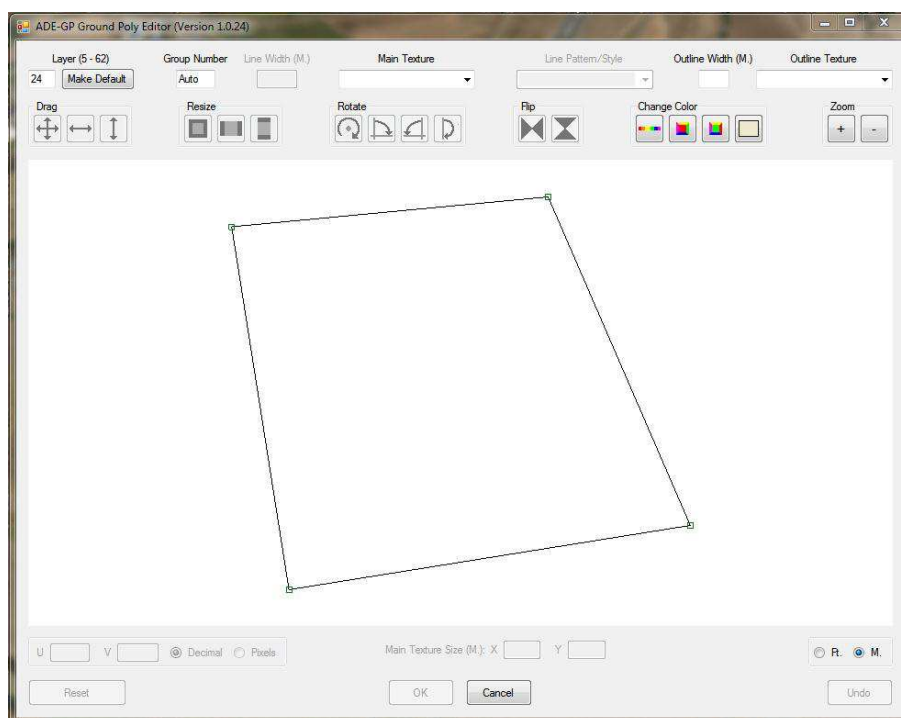 ADE-GP Ground Poly Editor (Version 1.0.24)
Layer (5 - 62) Group Number Line Width (M.) Main Texture Line Pattern/Style Outline Width (M.) Outline Texture
24 Make Default Auto
Drag Resize Rotate Flip Change Color Zoom
+ -
U V Decimal Pixels Main Texture Size (M.): X Y Ft. M.
Reset OK Cancel Undo